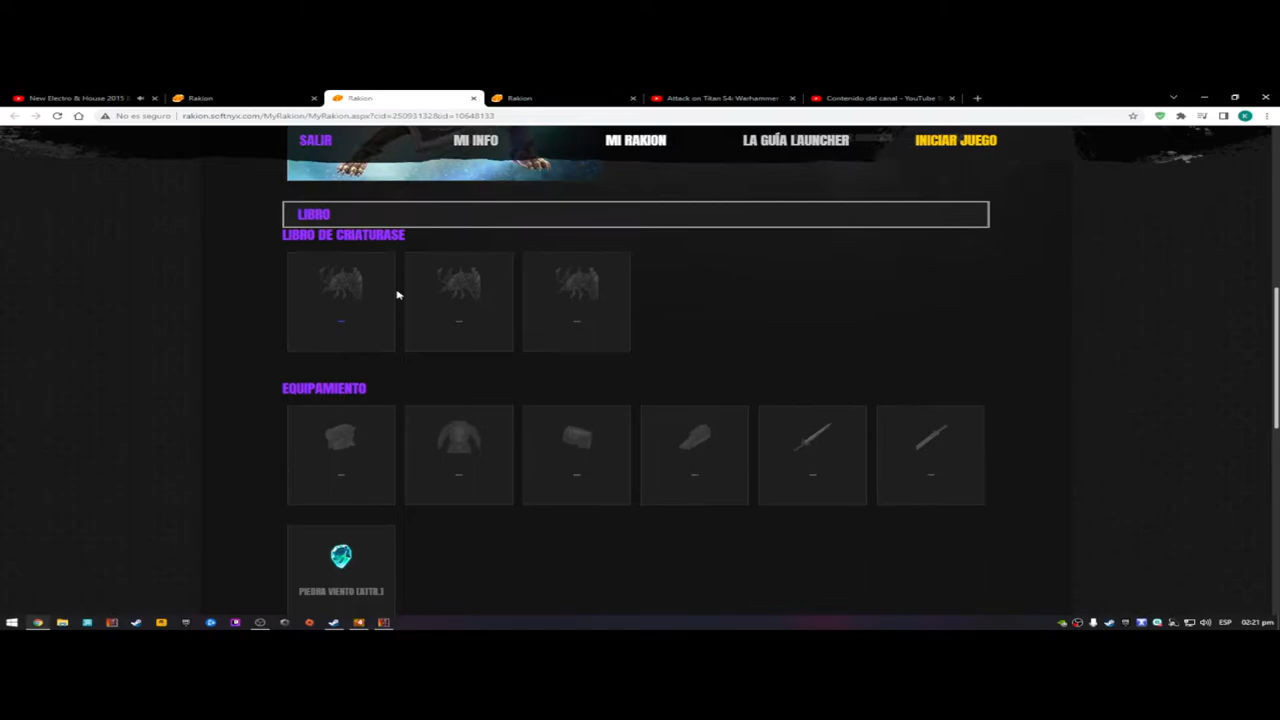 New Electro & House 2015
Rakion
Rakion
Rakion
Attack on Titan S4: Warhammer
Contenido del canal - YouTube
No es seguro
rakion.softnyx.com/MyRakion/MyRakion.aspx?cid=25093132&id=10648133
SALIR
MI INFO
MI RAKION
LA GUÍA LAUNCHER
INICIAR JUEGO
LIBRO
LIBRO DE CRIATURASE
EQUIPAMIENTO
PIEDRA VIENTO [ATTD.]
ESP
02:21 pm